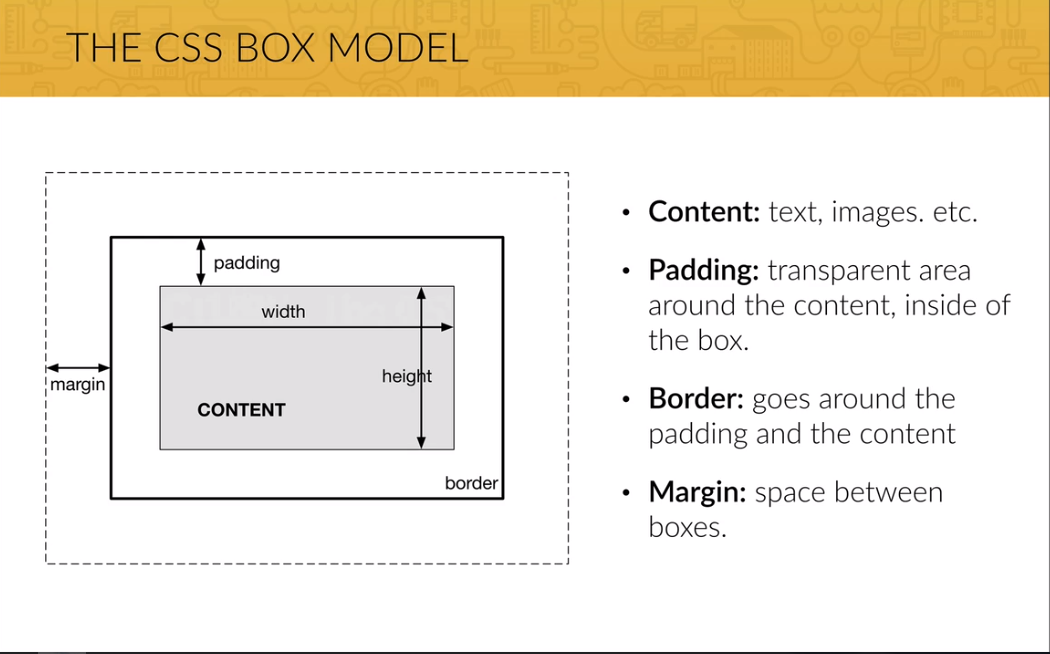 THE CSS BOX MODEL
padding
width
height
margin
CONTENT
border
• Content: text, images. etc.
• Padding: transparent area
around the content, inside of
the box.
• Border: goes around the
padding and the content
• Margin: space between
boxes.